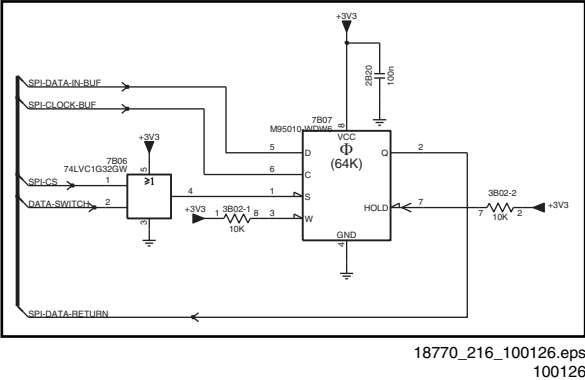 +3V3
2B20
100n
SPI-DATA-IN-BUF
SPI-CLOCK-BUF
7B07
M95010-WDW6
8
VCC
Φ
(64K)
+3V3
7B06
74LVC1G32GW
5
≥1
5
D
Q
2
6
C
SPI-CS
1
4
1
S
DATA-SWITCH
2
3
+3V3
1
3B02-1
8
10K
3
W
HOLD
7
3B02-2
7
10K
2
+3V3
GND
4
SPI-DATA-RETURN
18770_216_100126.eps
100126